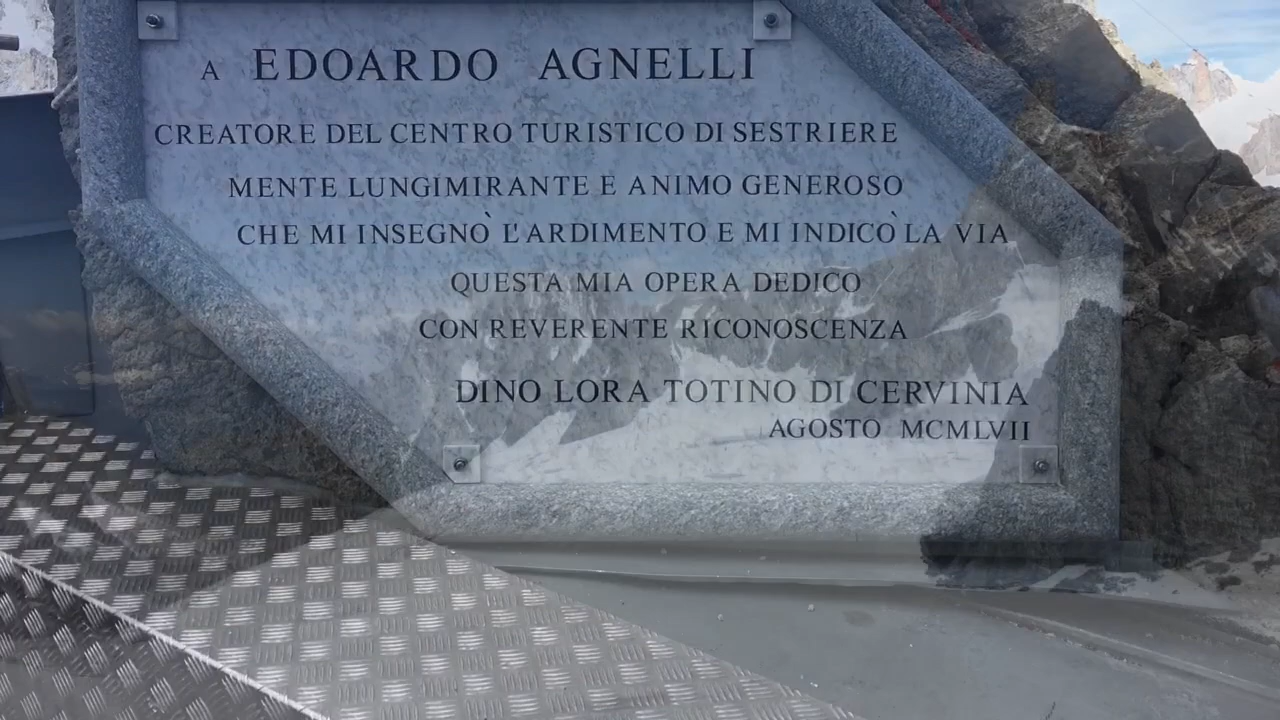 A EDOARDO AGNELLI
CREATORE DEL CENTRO TURISTICO DI SESTRIERE
MENTE LUNGIMIRANTE E ANIMO GENEROSO
CHE MI INSEGNÒ L'ARDIMENTO E MI INDICÒ LA VIA
QUESTA MIA OPERA DEDICO
CON REVERENTE RICONOSCENZA
DINO LORA TOTINO DI CERVINIA
AGOSTO MCMLVII